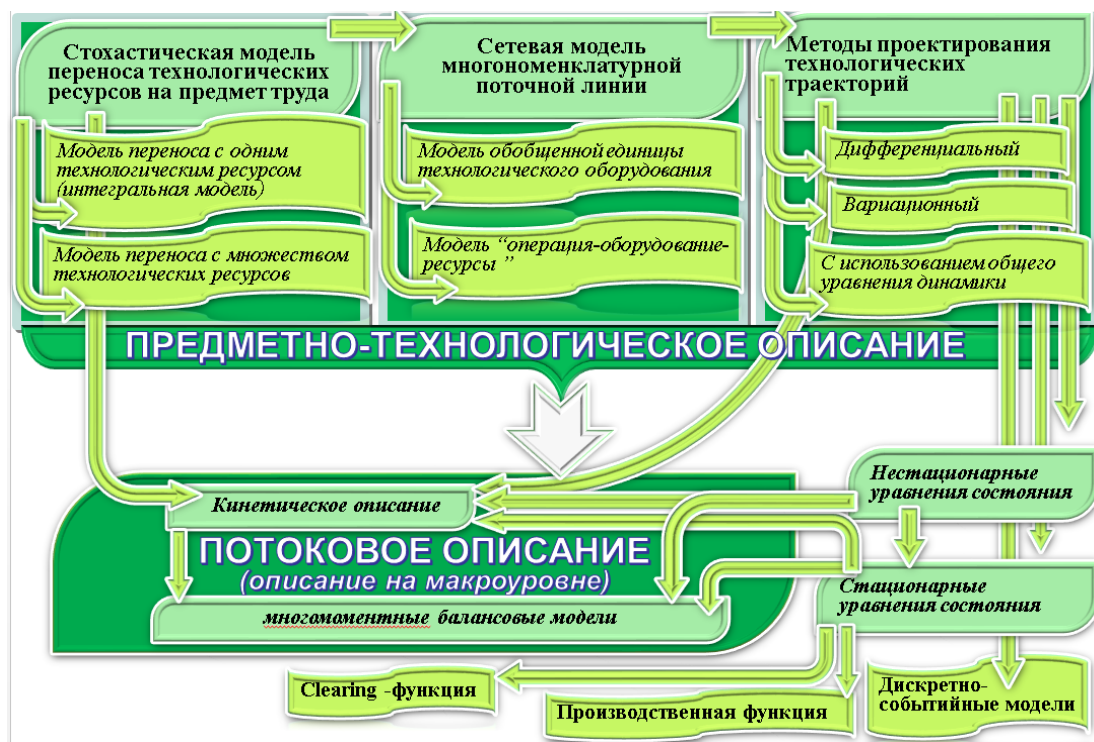 Стохастическая модель
переноса технологических
ресурсов на предмет труда
Модель переноса с одним
технологическим ресурсом
(интегральная модель)
Модель переноса с множеством
технологических ресурсов
Сетевая модель
многономенклатурной
поточной линии
Модель обобщенной единицы
технологического оборудования
Модель “операция-оборудование-
ресурсы ”
Методы проектирования
технологических
траекторий
Дифференциальный
Вариационный
С использованием общего
уравнения динамики
ПРЕДМЕТНО-ТЕХНОЛОГИЧЕСКОЕ ОПИСАНИЕ
Кинетическое описание
ПОТОКОВОЕ ОПИСАНИЕ
(описание на макроуровне)
многомоментные балансовые модели
Нестационарные
уравнения состояния
Стационарные
уравнения состояния
Clearing -функция
Производственная функция
Дискретно-
событийные модели